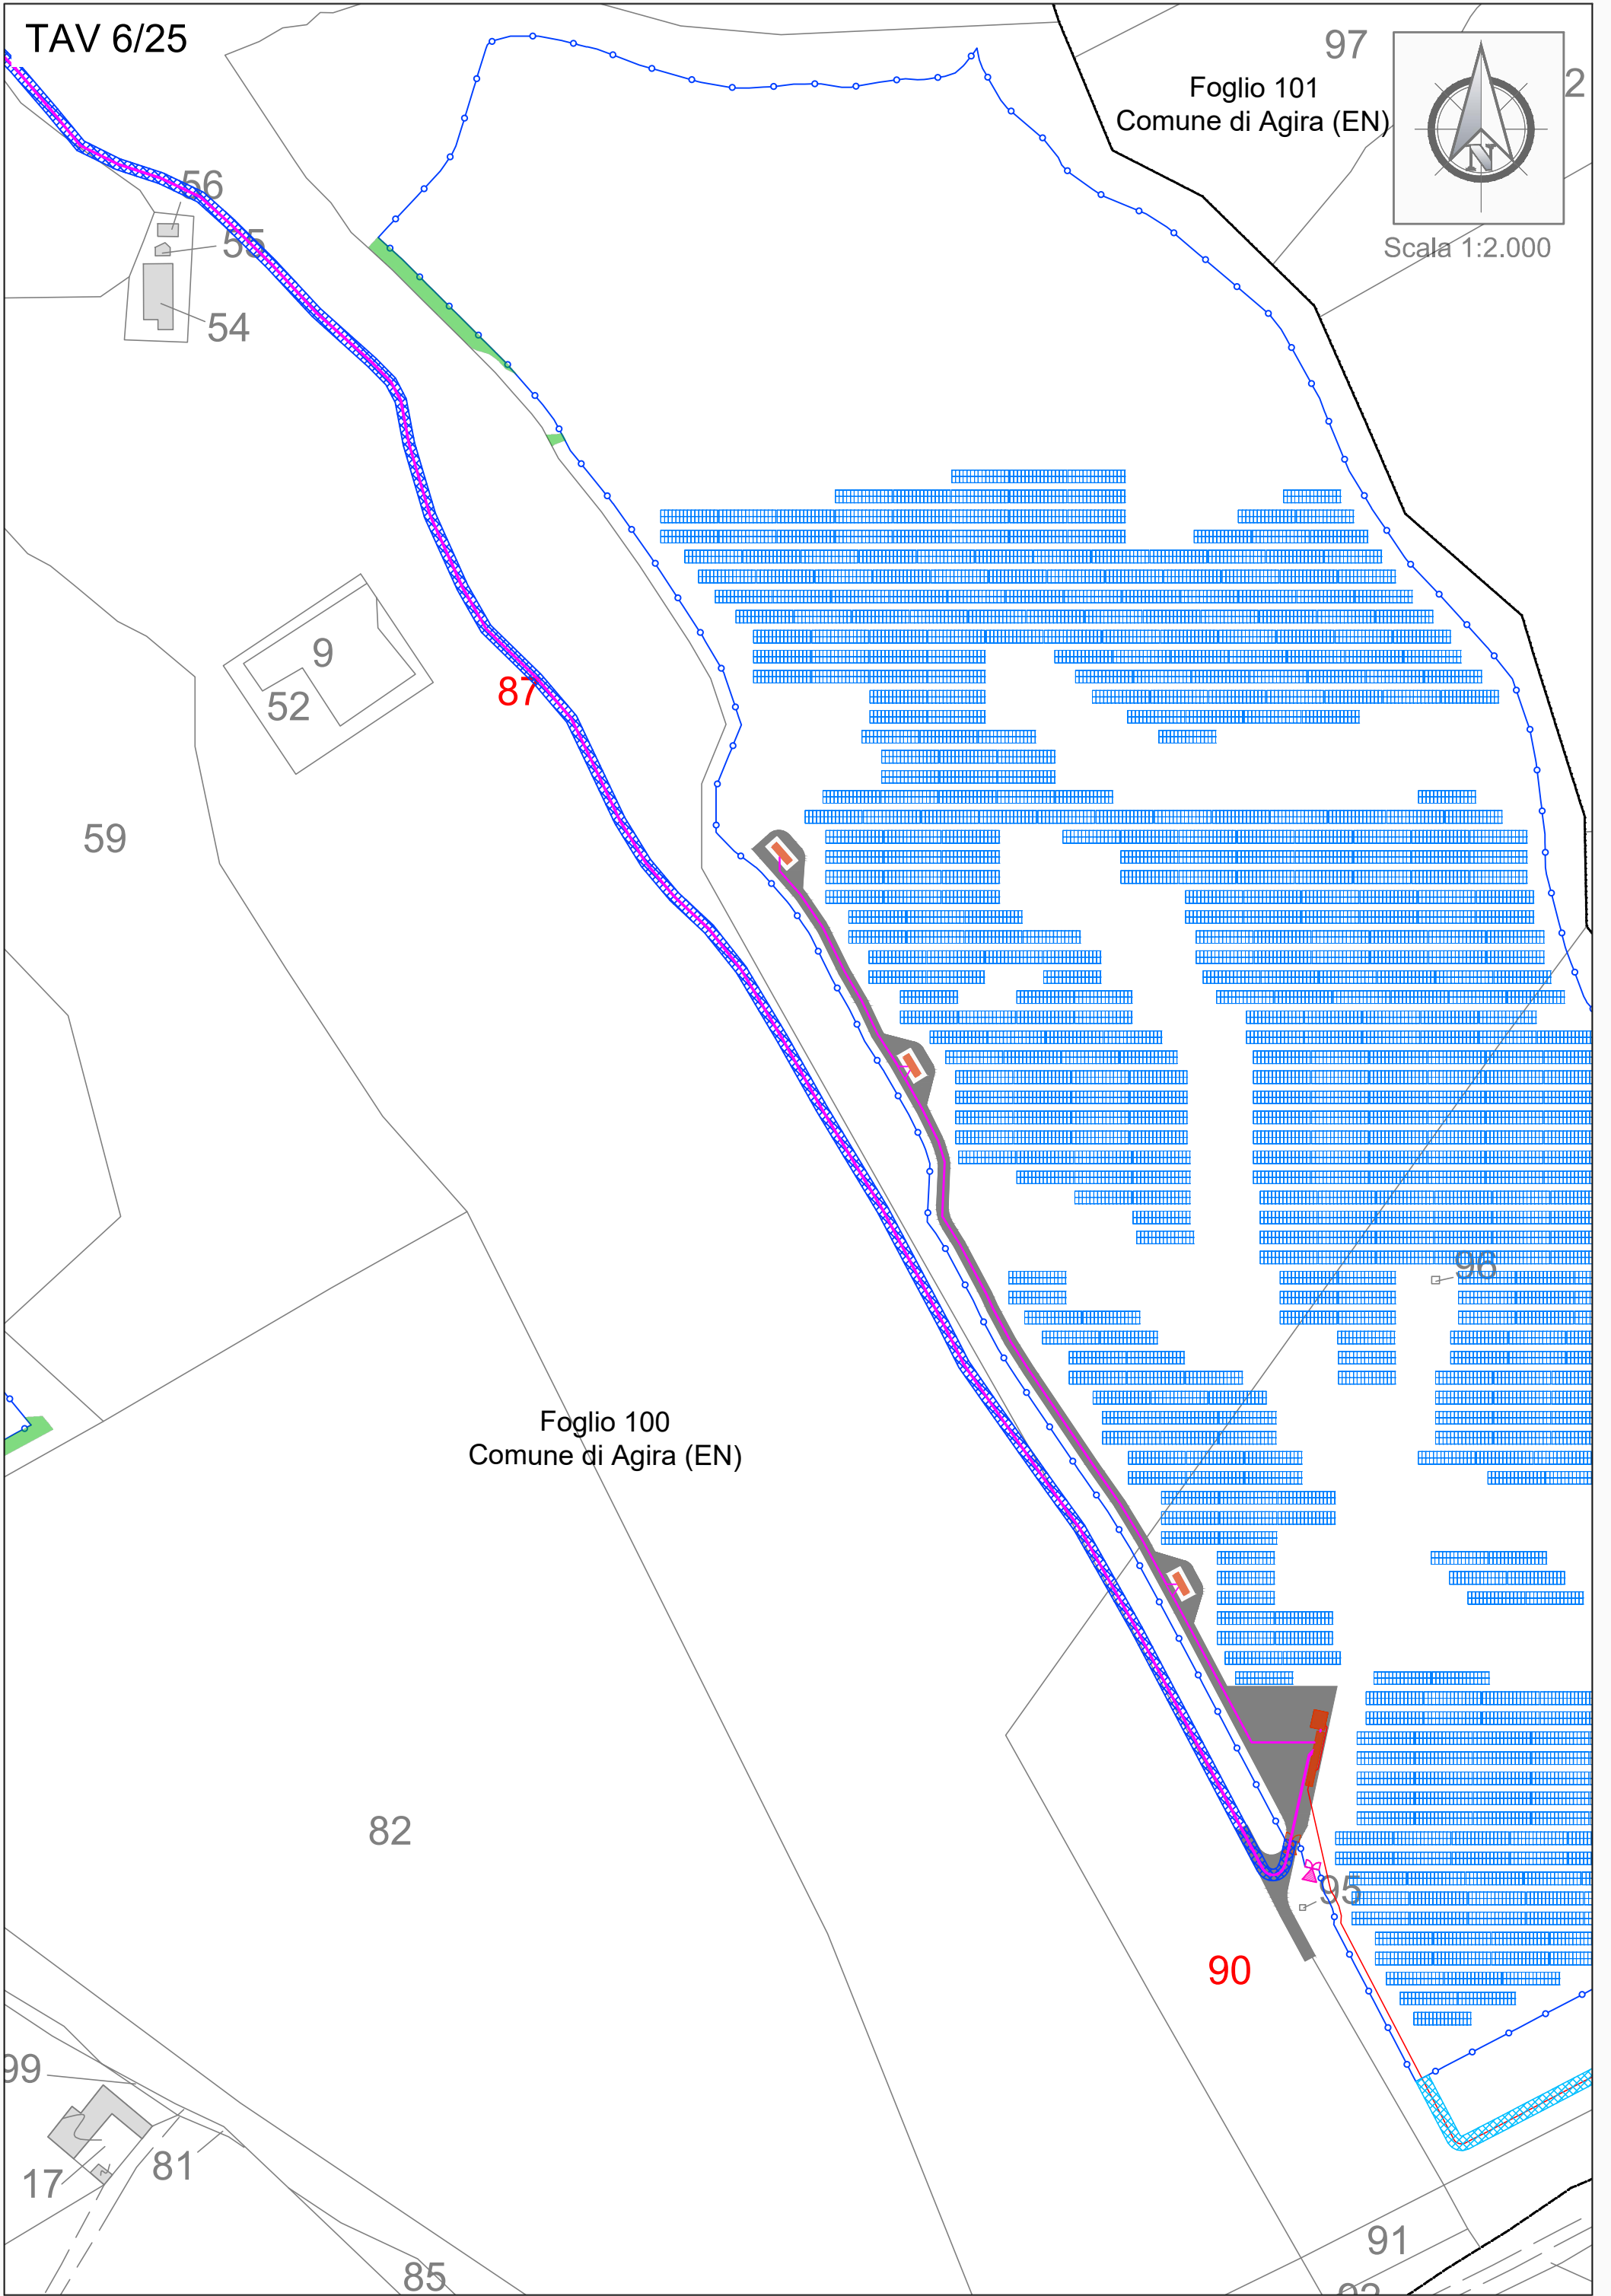 TAV 6/25
97
Foglio 101
Comune di Agira (EN)
2
N
Scala 1:2.000
56
55
54
9
52
87
59
96
Foglio 100
Comune di Agira (EN)
82
95
90
99
81
17
91
85
92